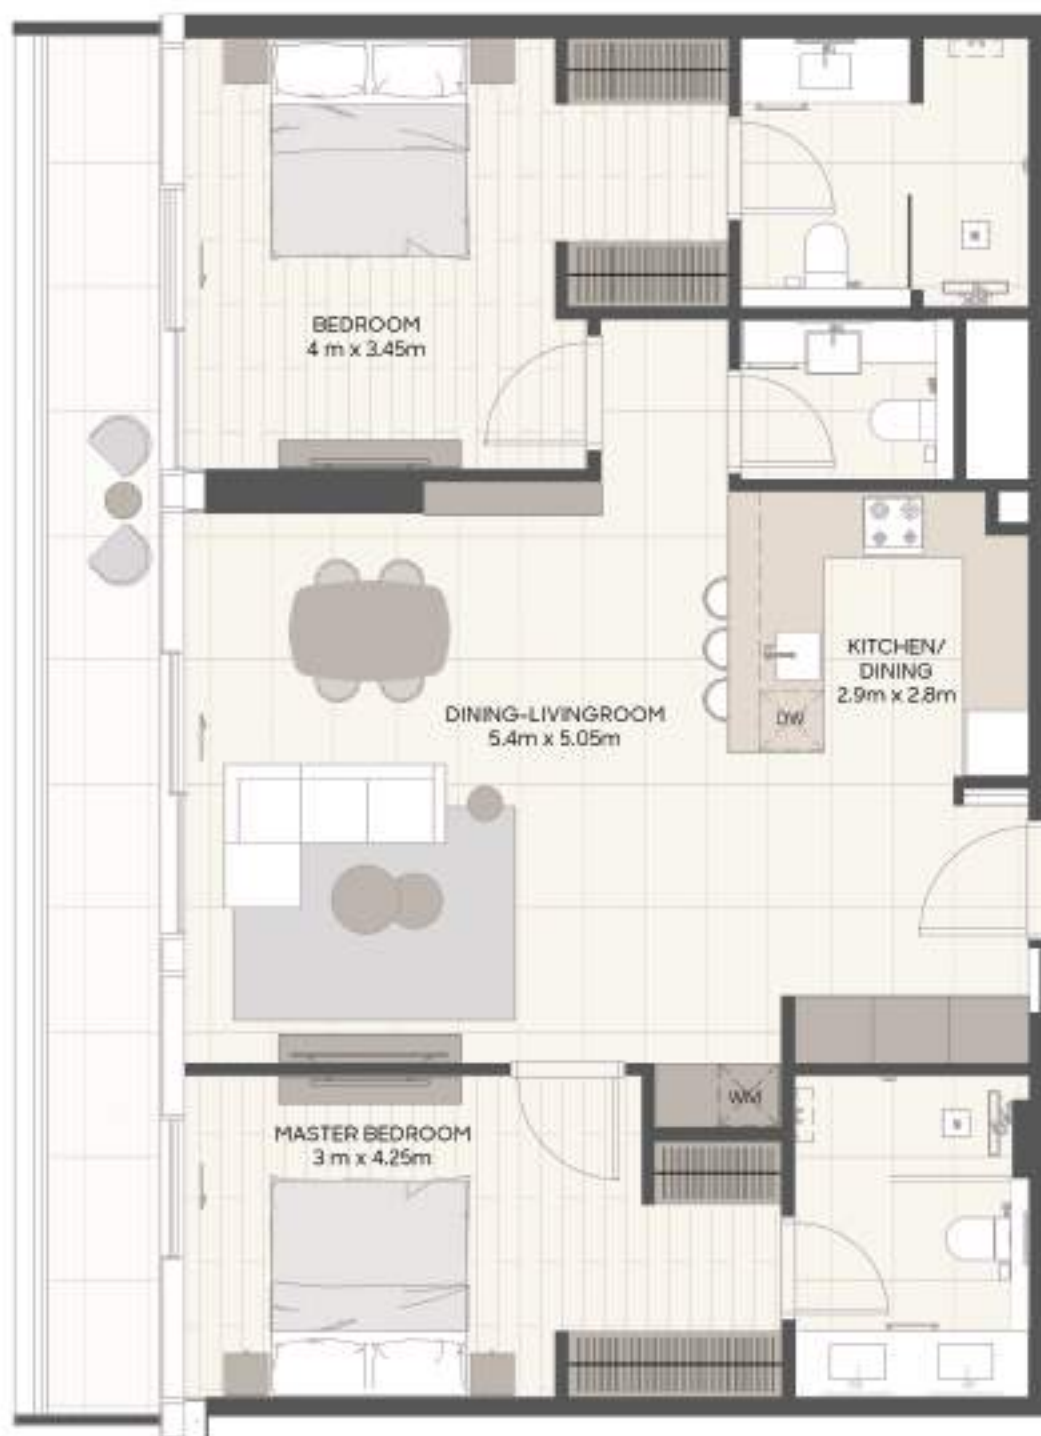 BEDROOM
4 m x 3.45m
KITCHEN/
DINING
2.9m x 2.8m
DW
DINING-LIVINGROOM
5.4m x 5.05m
WM
MASTER BEDROOM
3 m x 4.25m